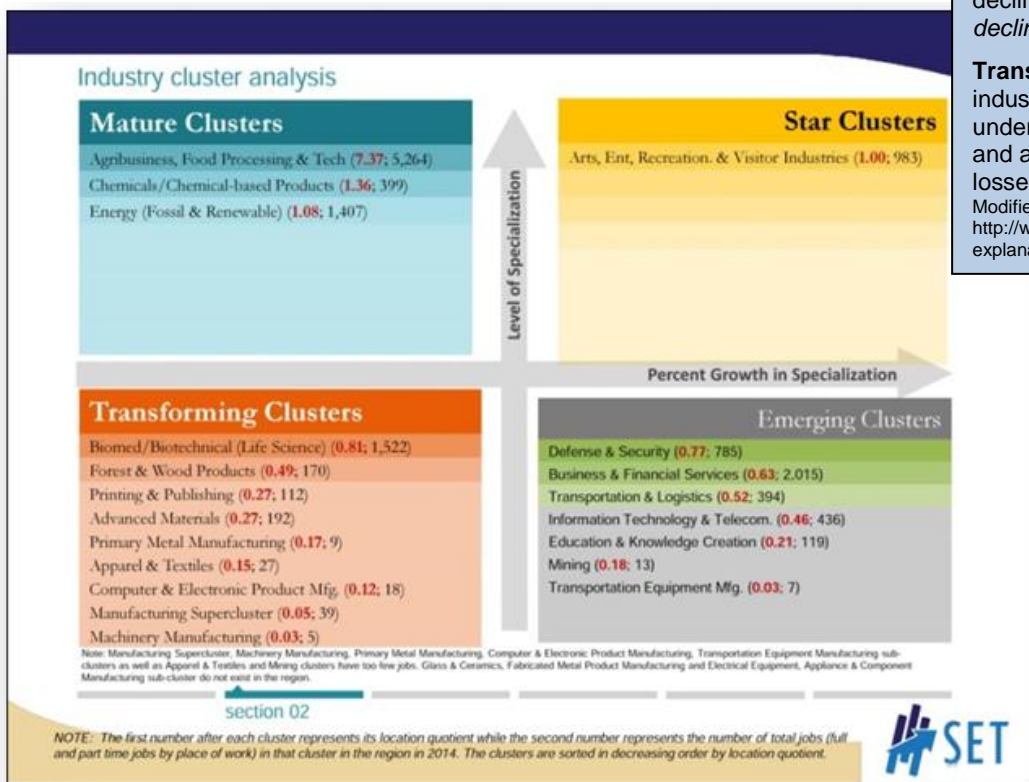 Industry cluster analysis
Mature Clusters
Agribusiness, Food Processing & Tech (7.37; 5,264)
Chemicals/Chemical-based Products (1.36; 399)
Energy (Fossil & Renewable) (1.08; 1,407)
Star Clusters
Arts, Ent, Recreation. & Visitor Industries (1.00; 983)
Level of Specialization
Percent Growth in Specialization
Transforming Clusters
Biomed/Biotechnical (Life Science) (0.81; 1,522)
Forest & Wood Products (0.49; 170)
Printing & Publishing (0.27; 112)
Advanced Materials (0.27; 192)
Primary Metal Manufacturing (0.17; 9)
Apparel & Textiles (0.15; 27)
Computer & Electronic Product Mfg. (0.12; 18)
Manufacturing Supercluster (0.05; 39)
Machinery Manufacturing (0.03; 5)
Emerging Clusters
Defense & Security (0.77; 785)
Business & Financial Services (0.63; 2,015)
Transportation & Logistics (0.52; 394)
Information Technology & Telecom. (0.46; 436)
Education & Knowledge Creation (0.21; 119)
Mining (0.18; 13)
Transportation Equipment Mfg. (0.03; 7)
Note: Manufacturing Supercluster, Machinery Manufacturing, Primary Metal Manufacturing, Computer & Electronic Product Manufacturing, Transportation Equipment Manufacturing sub-
clusters as well as Apparel & Textiles and Mining clusters have too few jobs. Glass & Ceramics, Fabricated Metal Product Manufacturing and Electrical Equipment, Appliance & Component
Manufacturing sub-cluster do not exist in the region.
section 02
NOTE: The first number after each cluster represents its location quotient while the second number represents the number of total jobs (full
and part time jobs by place of work) in that cluster in the region in 2014. The clusters are sorted in decreasing order by location quotient.
SET
declin
declin
Trans
indus
under
and a
losse
Modifie
http://w
explana